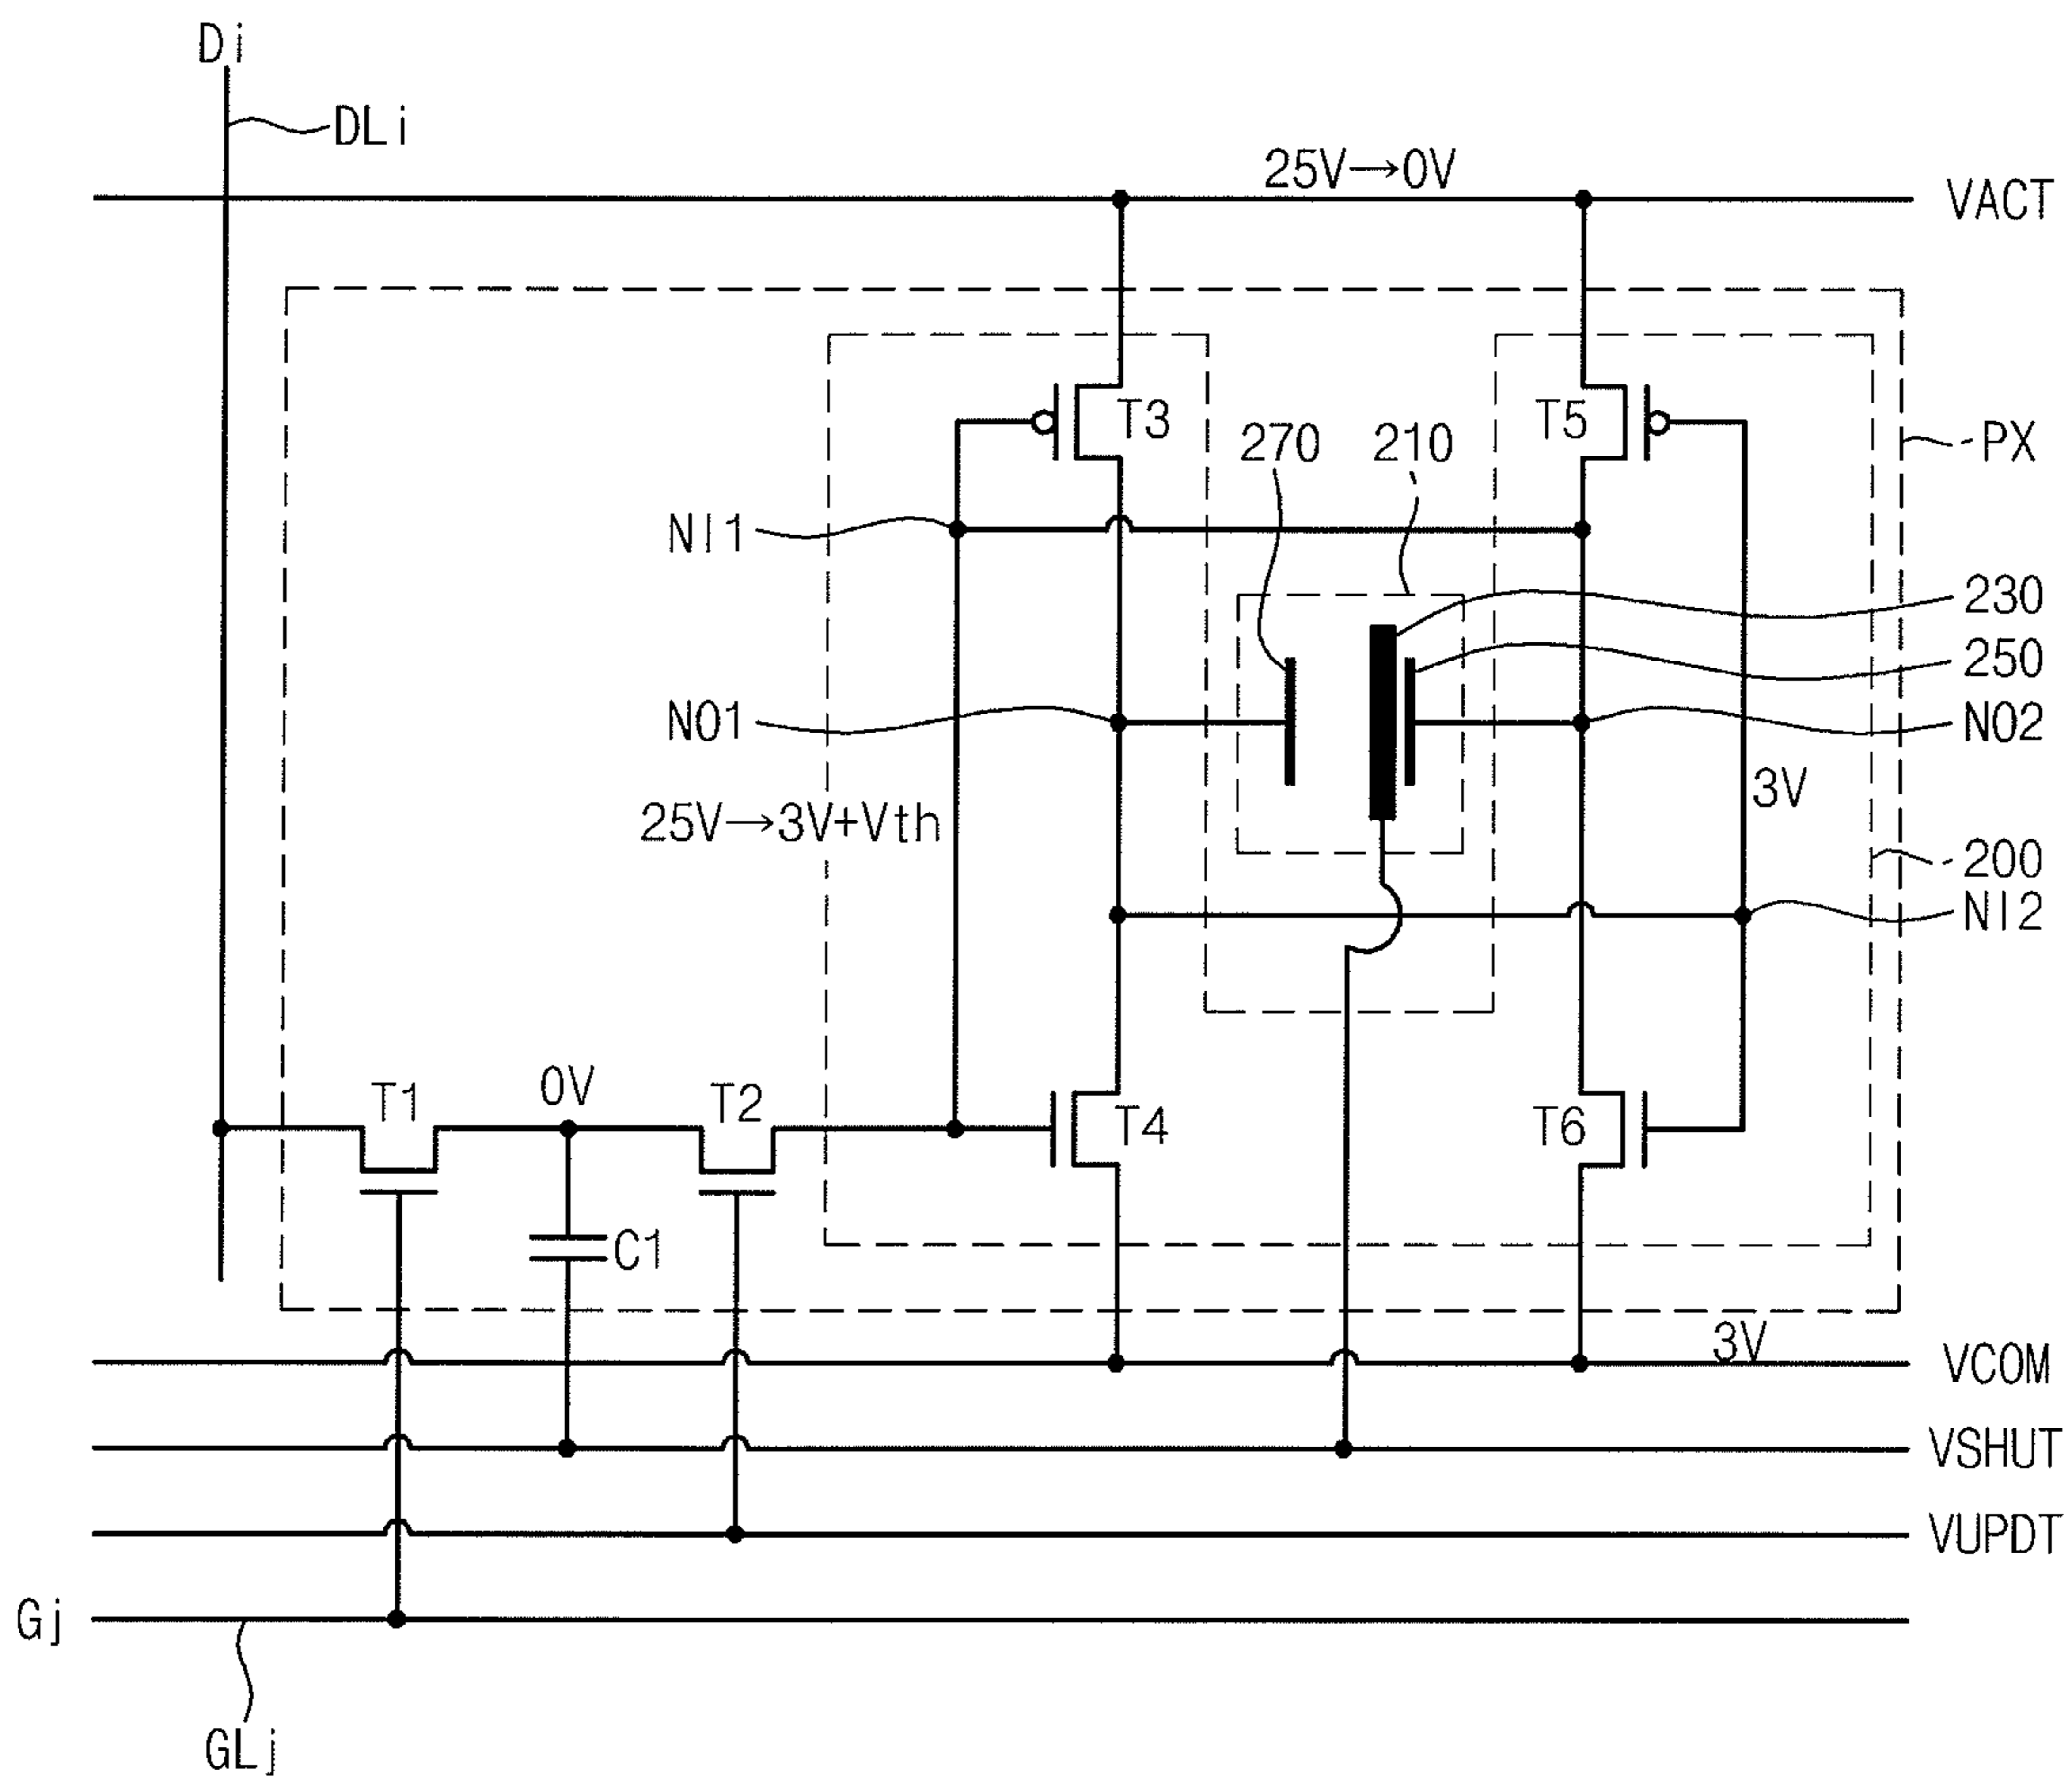 Di
DLi
25V→0V
VACT
T3
T5
270
210
PX
NI1
230
250
NO1
NO2
3V
25V→3V+Vth
200
NI2
T1
0V
T2
T4
T6
C1
3V
VCOM
VSHUT
VUPDT
Gj
GLj